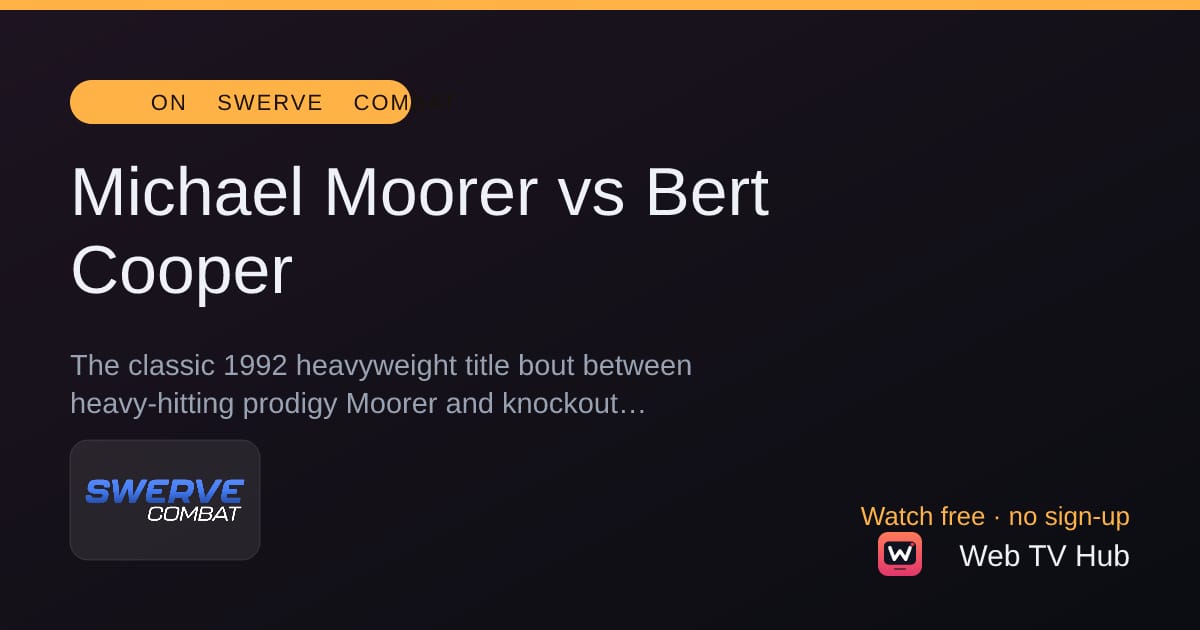 ON SWERVE COMBAT
Michael Moorer vs Bert
Cooper
The classic 1992 heavyweight title bout between
heavy-hitting prodigy Moorer and knockout…
SWERVE
COMBAT
Watch free · no sign-up
W
Web TV Hub